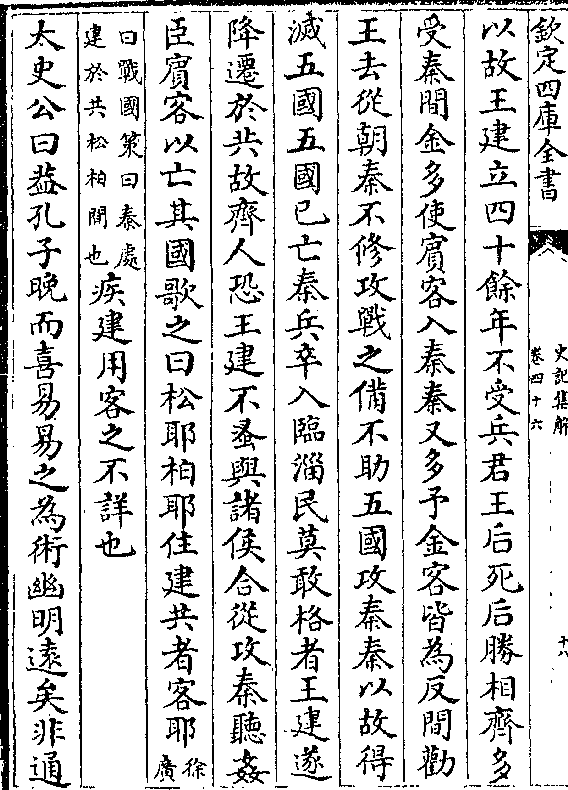 欽定四庫全書
史記集解
卷四十六
十六
以故王建立四十餘年不受兵君王后死后勝相齊多
受秦間金多使賓客入秦秦又多予金客皆為反間勸
王去從朝秦不修攻戰之備不助五國攻秦秦以故得
滅五國五國已亡秦兵卒入臨淄民莫敢格者王建遂
降遷於共故齊人恐王建不蚤與諸侯合從攻秦聽姦
臣賓客以亡其國歌之曰松耶柏耶住建共者客耶徐廣
曰戰國策曰秦處
建於共松柏間也疾建用客之不詳也
太史公曰葢孔子晚而喜易易之為術幽明遠矣非通